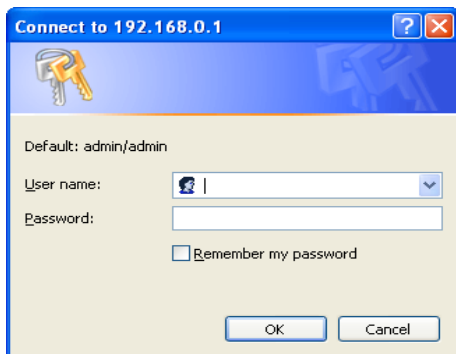 Connect to 192.168.0.1
Default: admin/admin
User name:
Password:
Remember my password
OK
Cancel